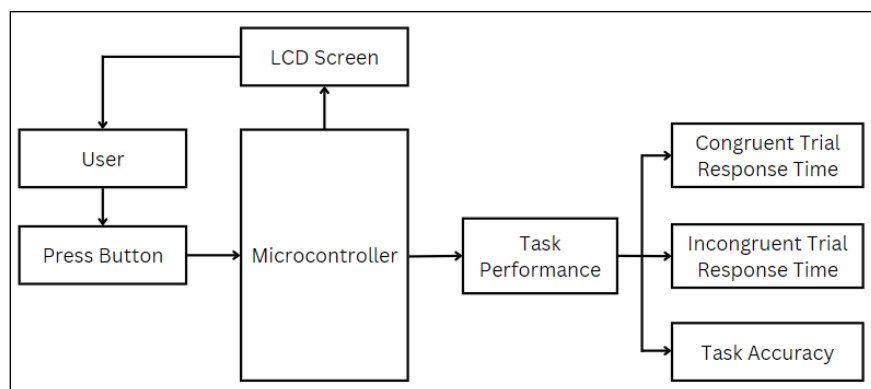 LCD Screen
User
Press Button
Microcontroller
Task
Performance
Congruent Trial
Response Time
Incongruent Trial
Response Time
Task Accuracy